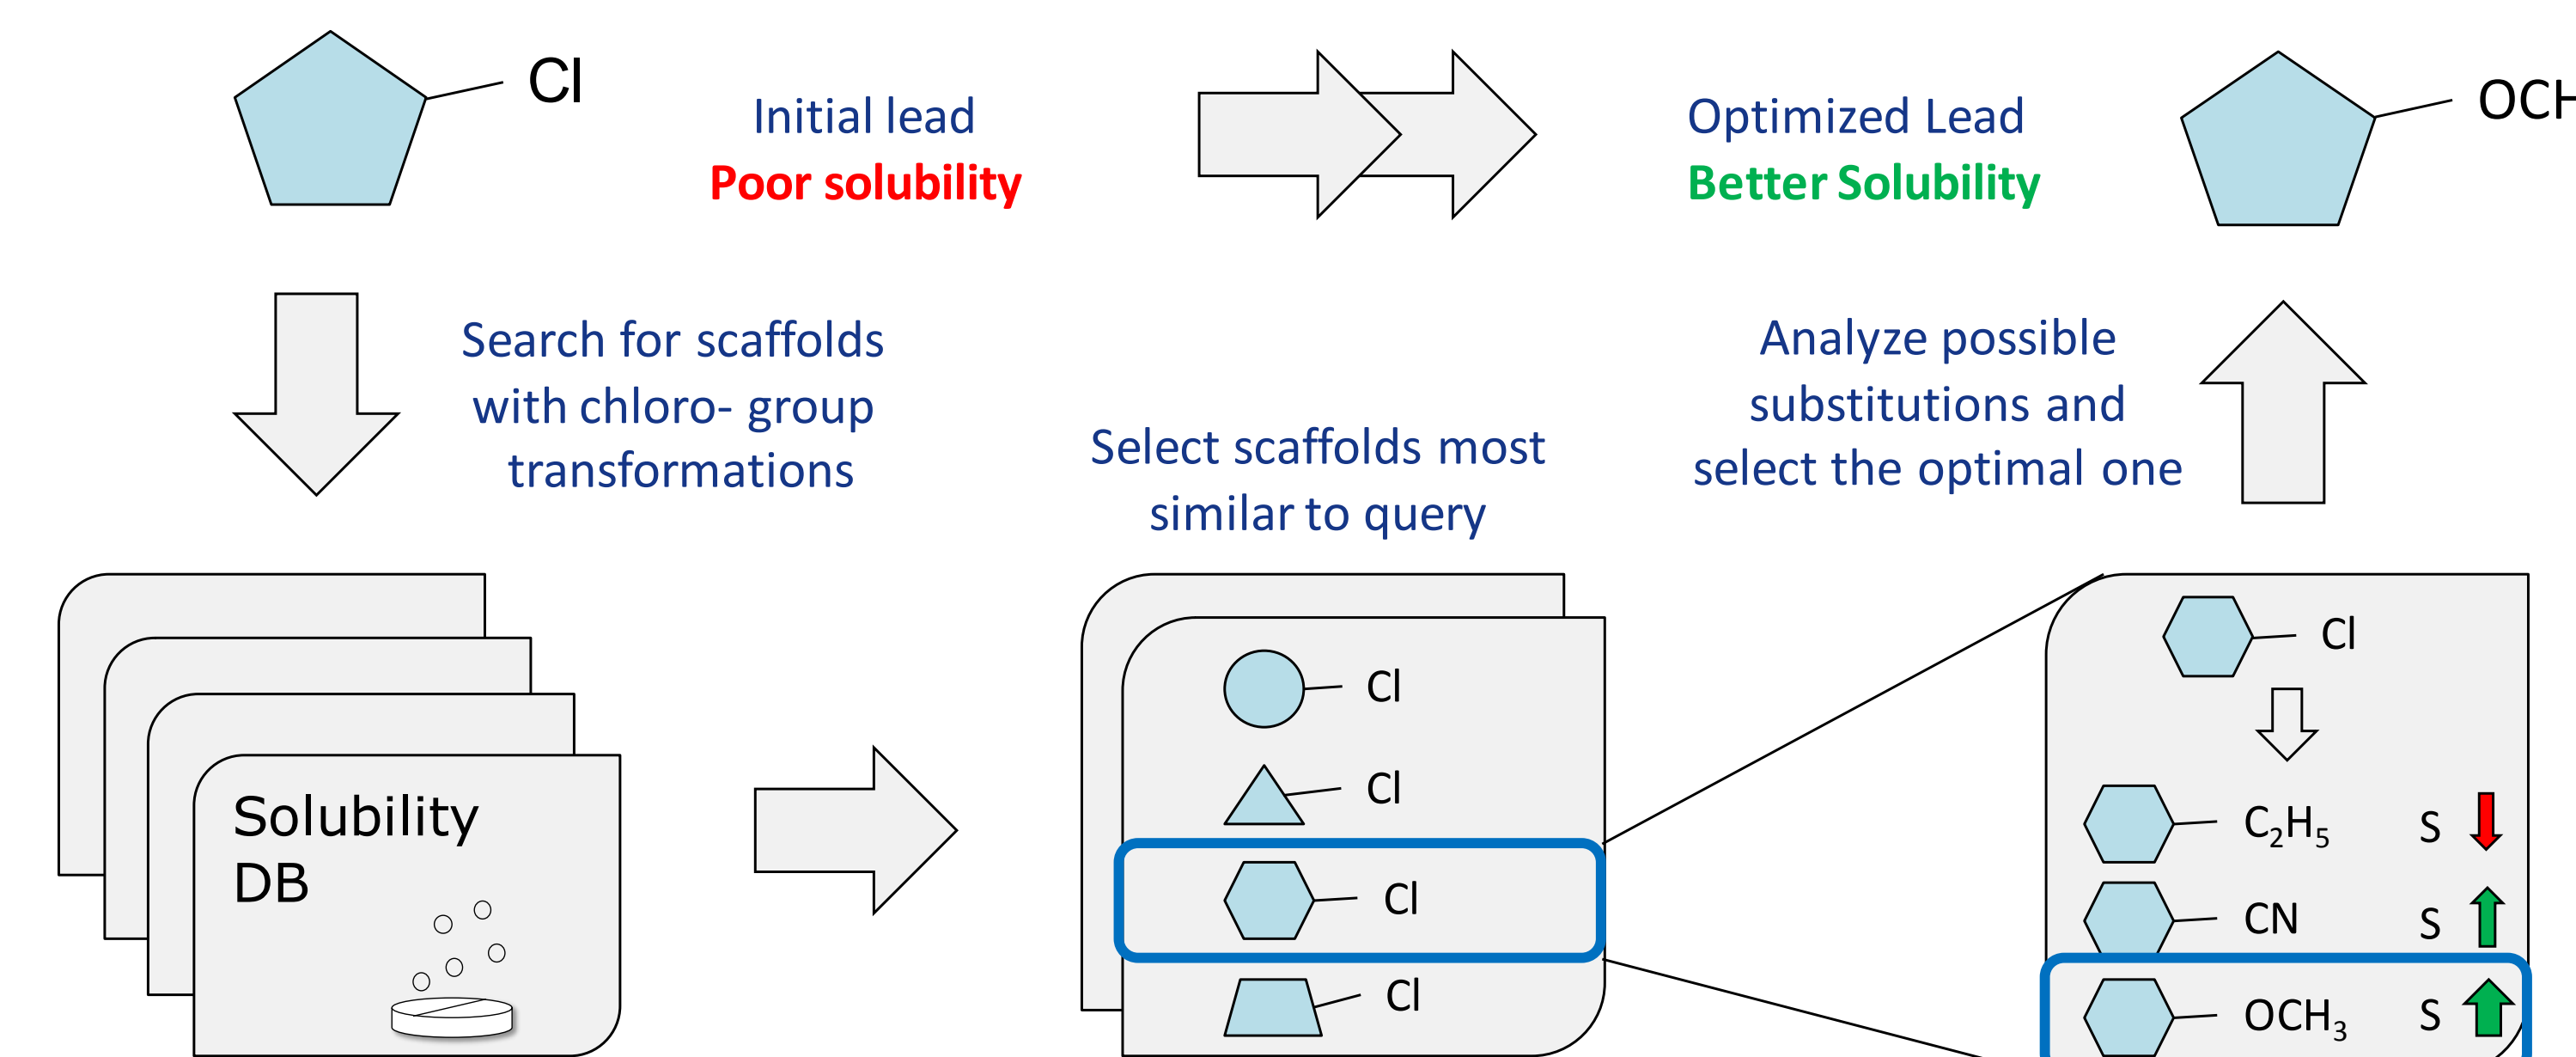 Cl
Initial lead
Poor solubility
Optimized Lead
Better Solubility
OCH
Search for scaffolds
with chloro- group
transformations
Select scaffolds most
similar to query
Analyze possible
substitutions and
select the optimal one
Solubility
DB
Cl
Cl
Cl
Cl
Cl
C₂H₅ S
CN S
OCH₃ S